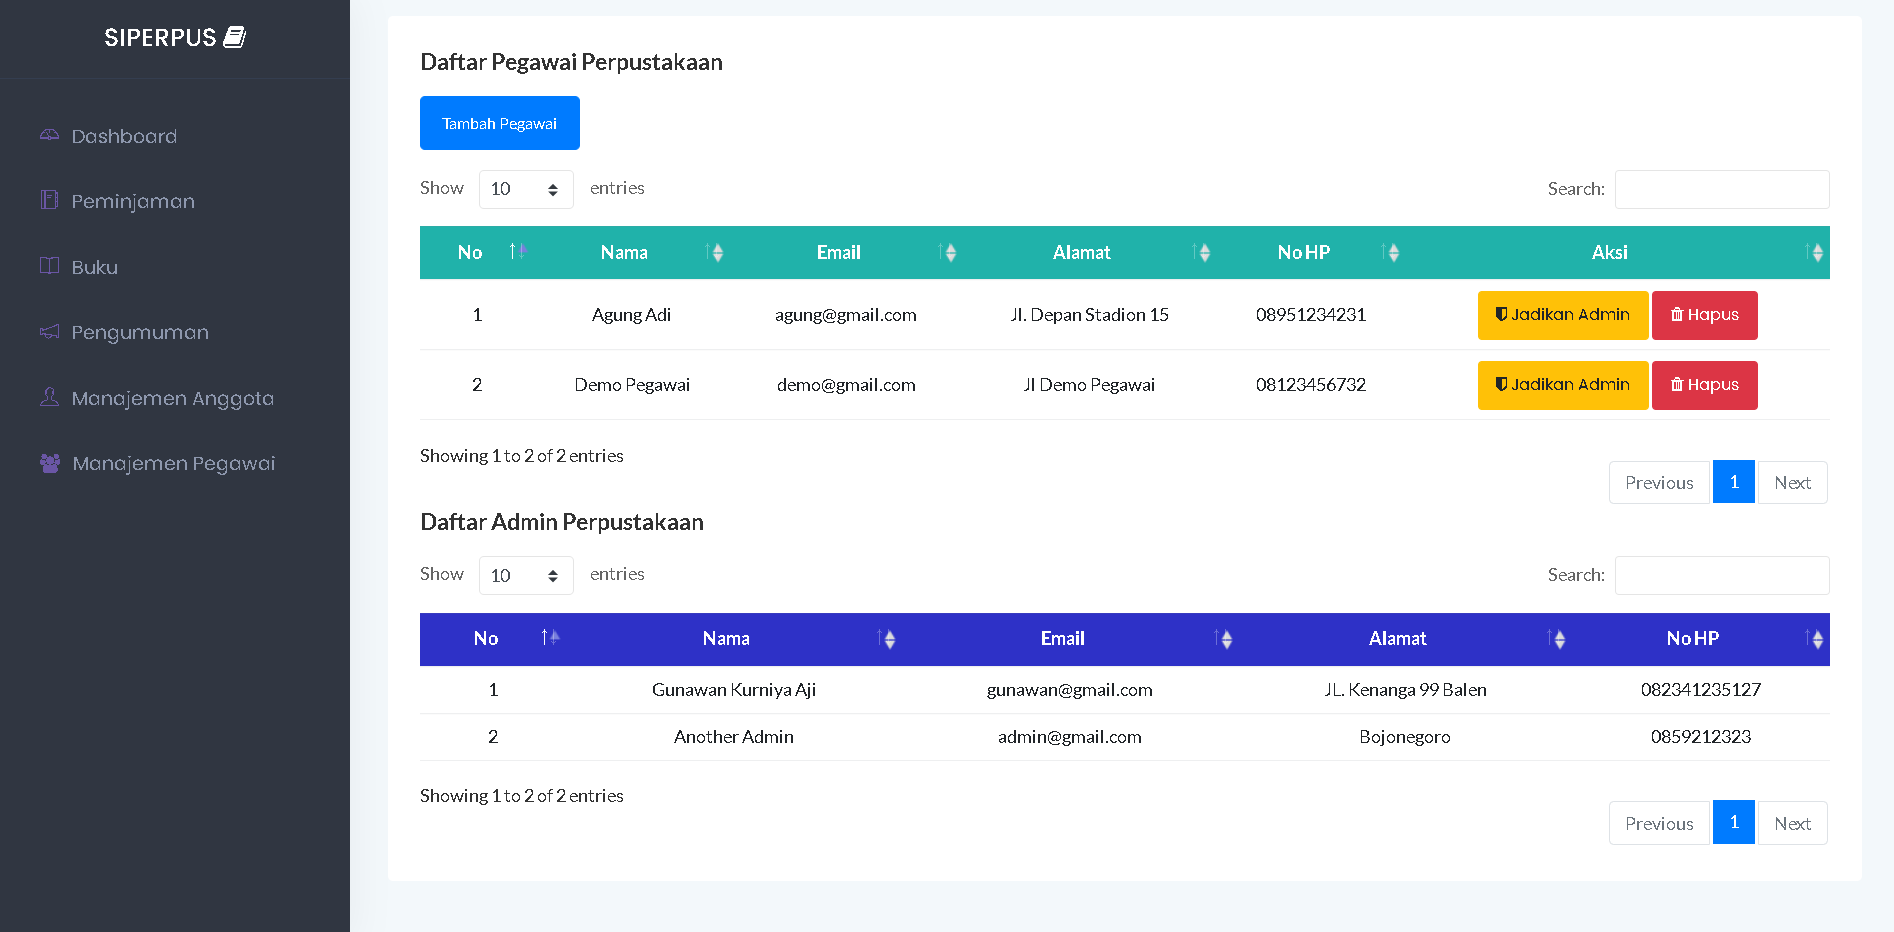 SIPERPUS
Dashboard
Peminjaman
Buku
Pengumuman
Manajemen Anggota
Manajemen Pegawai
Daftar Pegawai Perpustakaan
Tambah Pegawai
Show 10 entries Search:
No Nama Email Alamat No HP Aksi
1 Agung Adi agung@gmail.com Jl. Depan Stadion 15 08951234231 Jadikan Admin Hapus
2 Demo Pegawai demo@gmail.com Jl Demo Pegawai 08123456732 Jadikan Admin Hapus
Showing 1 to 2 of 2 entries
Previous 1 Next
Daftar Admin Perpustakaan
Show 10 entries Search:
No Nama Email Alamat No HP
1 Gunawan Kurniya Aji gunawan@gmail.com JL. Kenanga 99 Balen 082341235127
2 Another Admin admin@gmail.com Bojonegoro 0859212323
Showing 1 to 2 of 2 entries
Previous 1 Next